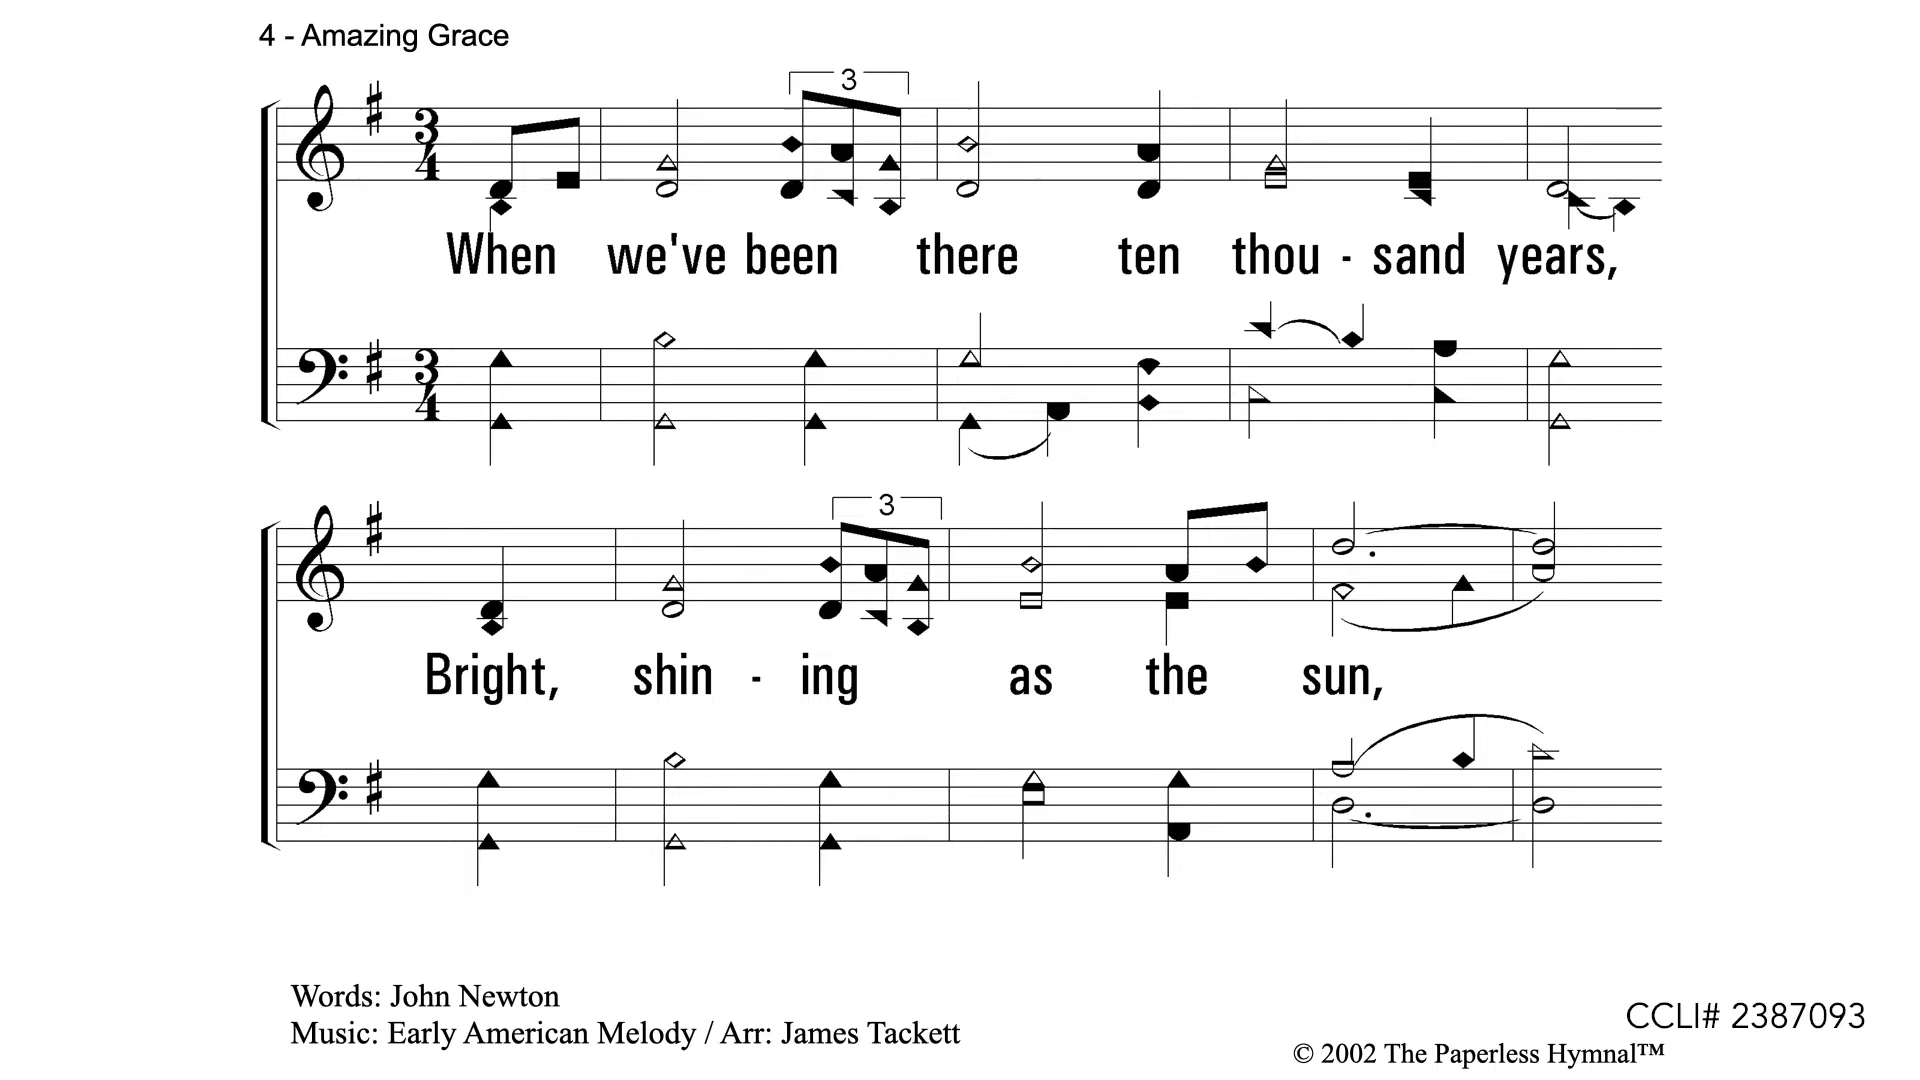 4 - Amazing Grace
3
3
4
When we've been there ten thou - sand years,
3
4
3
Bright, shin - ing as the sun,
Words: John Newton
Music: Early American Melody / Arr: James Tackett
CCLI# 2387093
© 2002 The Paperless Hymnal™